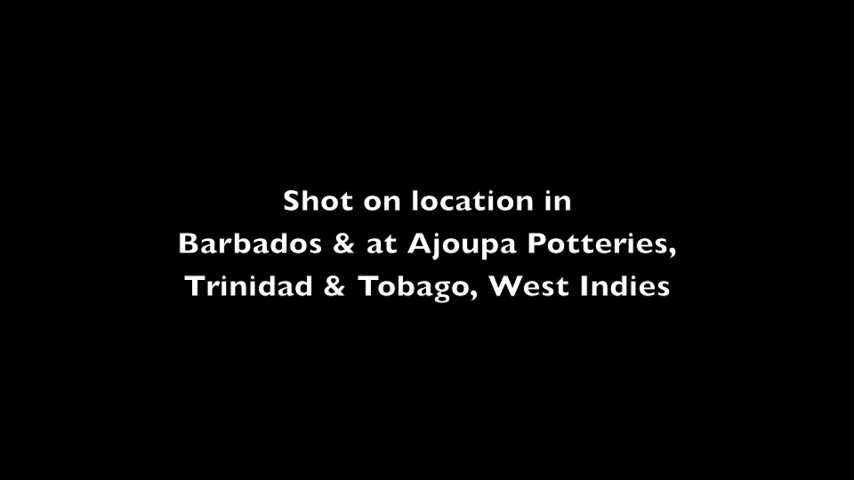 Shot on location in
Barbados & at Ajoupa Potteries,
Trinidad & Tobago, West Indies